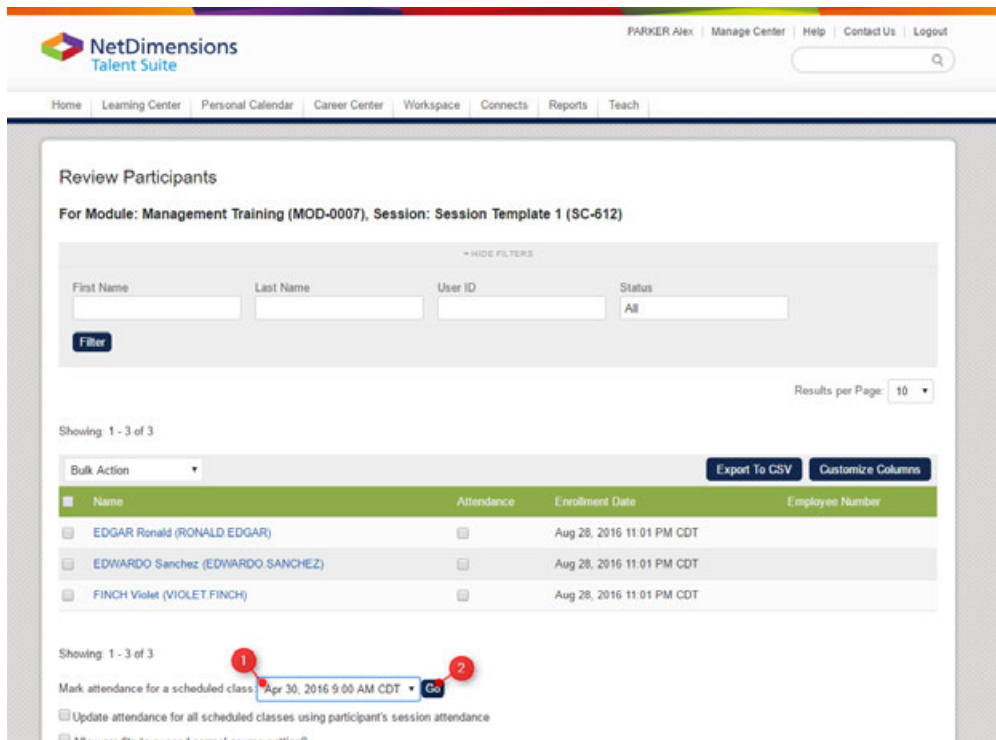 PARKER Alex Manage Center Help Contact Us Logout
NetDimensions
Talent Suite
Home Learning Center Personal Calendar Career Center Workspace Connects Reports Teach
Review Participants
For Module: Management Training (MOD-0007), Session: Session Template 1 (SC-612)
HIDE FILTERS
First Name Last Name User ID Status
All
Filter
Results per Page: 10
Showing: 1 - 3 of 3
Bulk Action Export To CSV Customize Columns
Name Attendance Enrollment Date Employee Number
EDGAR Ronald (RONALD.EDGAR) Aug 28, 2016 11:01 PM CDT
EDWARDO Sanchez (EDWARDO.SANCHEZ) Aug 28, 2016 11:01 PM CDT
FINCH Violet (VIOLET.FINCH) Aug 28, 2016 11:01 PM CDT
Showing: 1 - 3 of 3
1 2
Mark attendance for a scheduled class: Apr 30, 2016 9:00 AM CDT Go
Update attendance for all scheduled classes using participant's session attendance